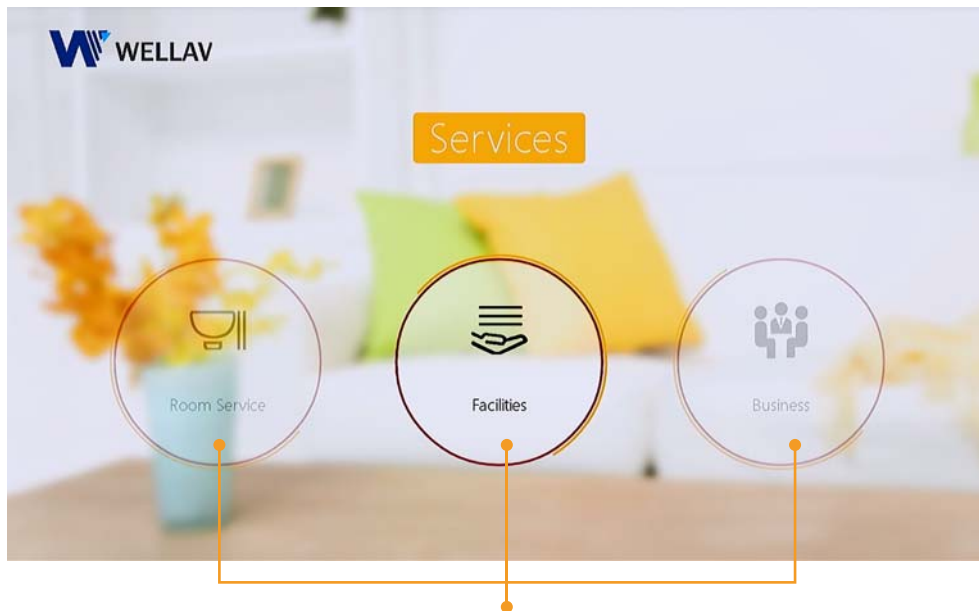 WELLAV
Services
Room Service
Facilities
Business